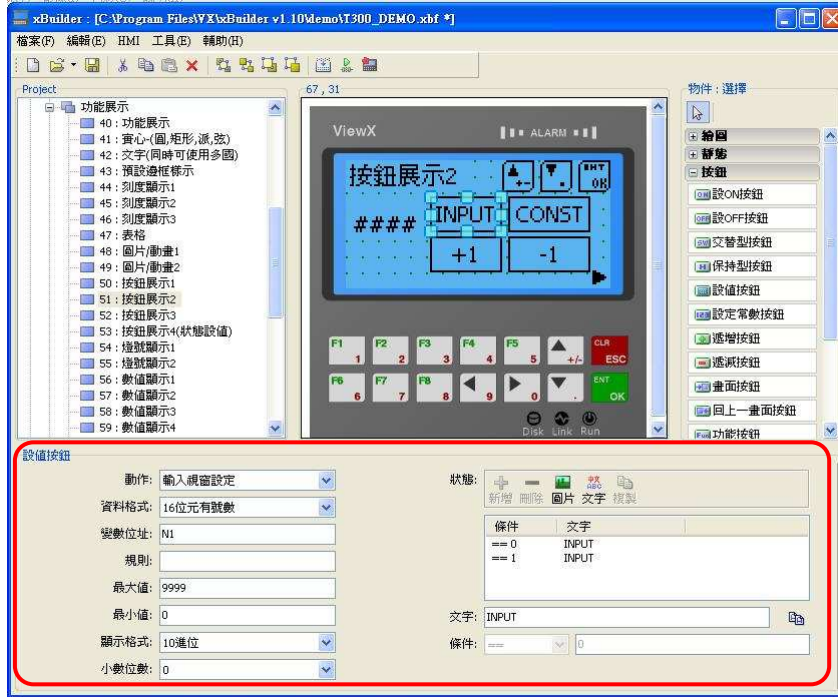 xBuilder : [C:\Program Files\VX\xBuilder v1.10\demo\T300_DEMO.xbf *]
檔案(F) 編輯(E) HMI 工具(E) 輔助(H)
Project
功能展示
40 : 功能展示
41 : 實心-(圓,矩形,派,弦)
42 : 文字(同時可使用多國)
43 : 預設邊框樣示
44 : 刻度顯示1
45 : 刻度顯示2
46 : 刻度顯示3
47 : 表格
48 : 圖片/動畫1
49 : 圖片/動畫2
50 : 按鈕展示1
51 : 按鈕展示2
52 : 按鈕展示3
53 : 按鈕展示4(狀態設值)
54 : 燈號顯示1
55 : 燈號顯示2
56 : 數值顯示1
57 : 數值顯示2
58 : 數值顯示3
59 : 數值顯示4
67 , 31
ViewX
ALARM
按鈕展示2
+-
.
ENT
OK
####
INPUT
CONST
+1
-1
F1 1
F2 2
F3 3
F4 4
F5 5
+/-
CLR ESC
F6 6
F7 7
F8 8
9
0
.
ENT OK
Disk Link Run
物件 : 選擇
繪圖
靜態
按鈕
設ON按鈕
設OFF按鈕
交替型按鈕
保持型按鈕
設值按鈕
設定常數按鈕
遞增按鈕
遞減按鈕
畫面按鈕
回上一畫面按鈕
功能按鈕
設值按鈕
動作: 輸入視窗設定
資料格式: 16位元有號數
變數位址: N1
規則:
最大值: 9999
最小值: 0
顯示格式: 10進位
小數位數: 0
狀態:
新增 刪除 圖片 文字 複製
條件 文字
== 0 INPUT
== 1 INPUT
文字: INPUT
條件: == 0